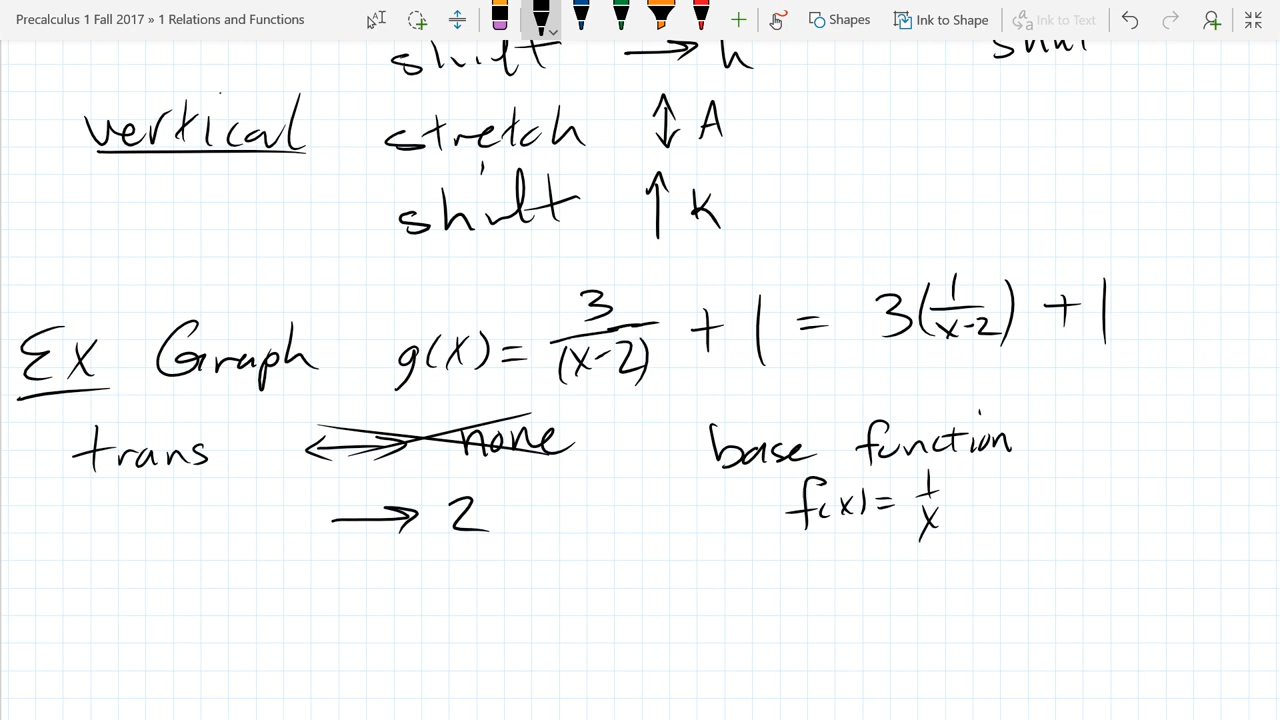 Precalculus 1 Fall 2017 » 1 Relations and Functions
Shapes
Ink to Shape
Ink to Text
shift → h
shift
vertical stretch ↕ A
shift ↑ K
Ex Graph g(x) = 3/(x-2) + 1 = 3(1/(x-2)) + 1
trans ↔ none
base function
→ 2
f(x) = 1/x